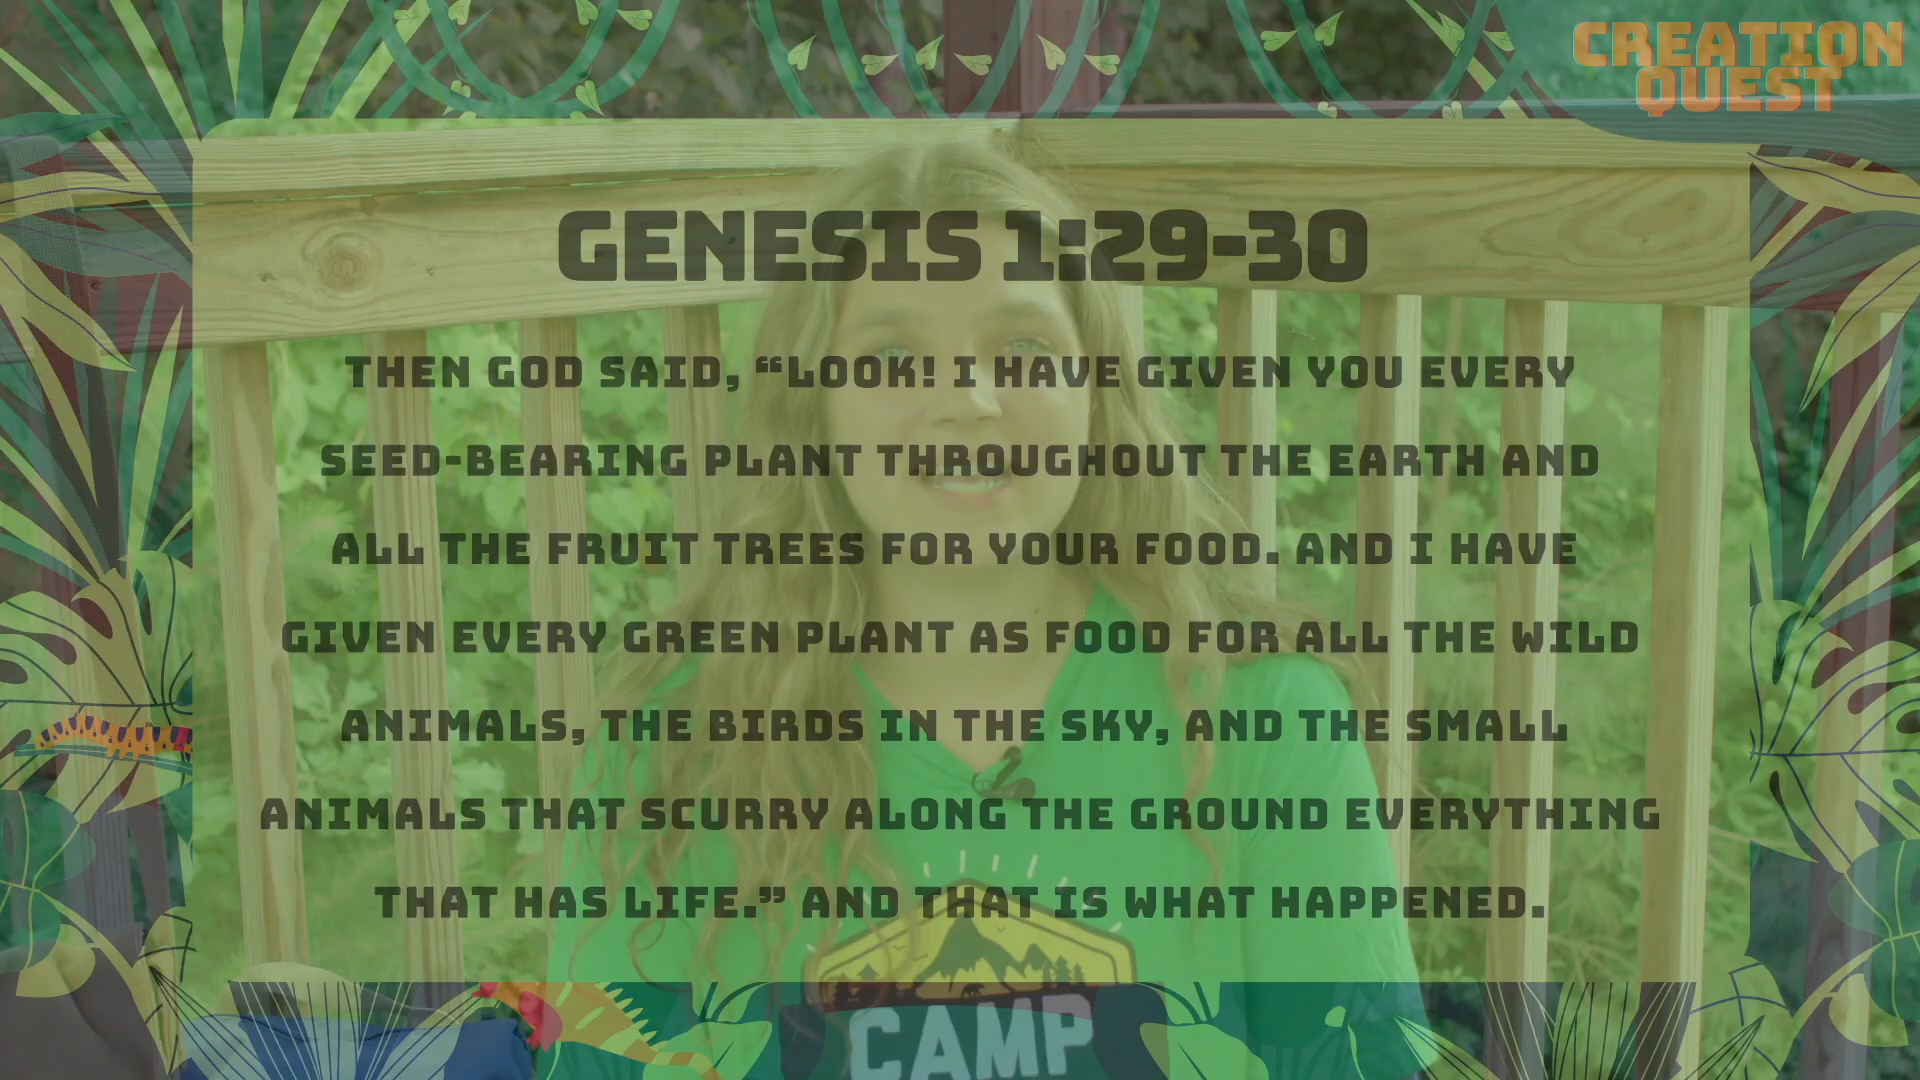 CREATION
QUEST
GENESIS 1:29-30
THEN GOD SAID, “LOOK! I HAVE GIVEN YOU EVERY
SEED-BEARING PLANT THROUGHOUT THE EARTH AND
ALL THE FRUIT TREES FOR YOUR FOOD. AND I HAVE
GIVEN EVERY GREEN PLANT AS FOOD FOR ALL THE WILD
ANIMALS, THE BIRDS IN THE SKY, AND THE SMALL
ANIMALS THAT SCURRY ALONG THE GROUND EVERYTHING
THAT HAS LIFE.” AND THAT IS WHAT HAPPENED.
CAMP